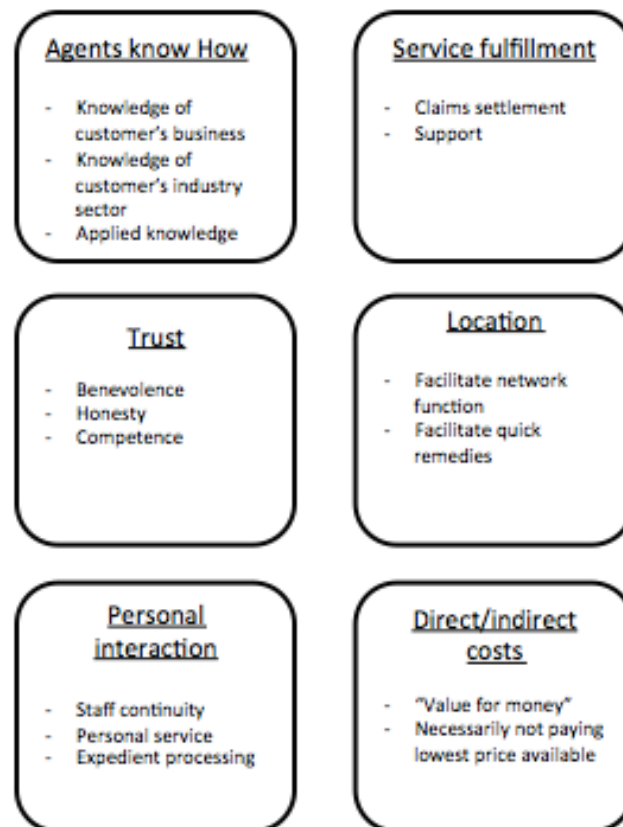 Agents know How
- Knowledge of
customer's business
- Knowledge of
customer's industry
sector
- Applied knowledge
Service fulfillment
- Claims settlement
- Support
Trust
- Benevolence
- Honesty
- Competence
Location
- Facilitate network
function
- Facilitate quick
remedies
Personal
interaction
- Staff continuity
- Personal service
- Expedient processing
Direct/indirect
costs
- "Value for money"
- Necessarily not paying
lowest price available